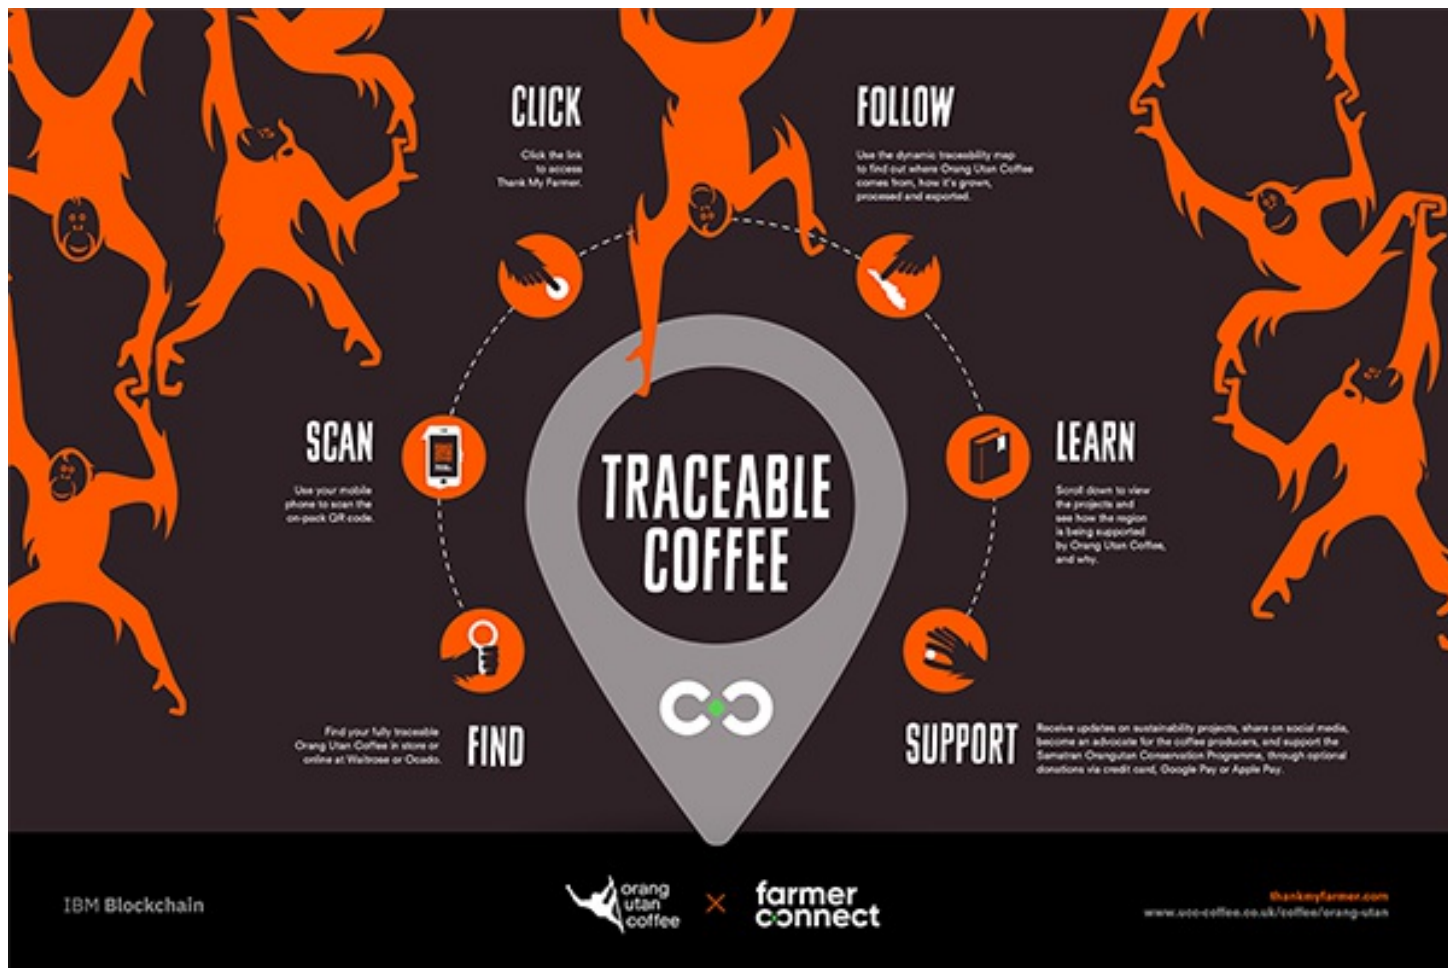 CLICK
Click the link
to access
Thank My Farmer.
FOLLOW
Use the dynamic traceability map
to find out where Orang Utan Coffee
comes from, how it's grown,
procesed and exported.
SCAN
Use your mobile
phone to scan the
on-pack QR code.
LEARN
Scroll down to view
the projects and
see how the region
is being supported
by Orang Utan Coffee,
and why.
TRACEABLE
COFFEE
Find your fully traceable
Orang Utan Coffee in store or
online at Waitrose or Ocado.
FIND
SUPPORT
Receive updates on sustainability projects, share on social media,
become an advocate for the coffee producers, and support the
Sumatran Orangutan Conservation Programme, through optional
donations via credit card, Google Pay or Apple Pay.
IBM Blockchain
orang
utan
coffee
farmer
connect
thankmyfarmer.com
www.ucc-coffee.co.uk/coffee/orang-utan